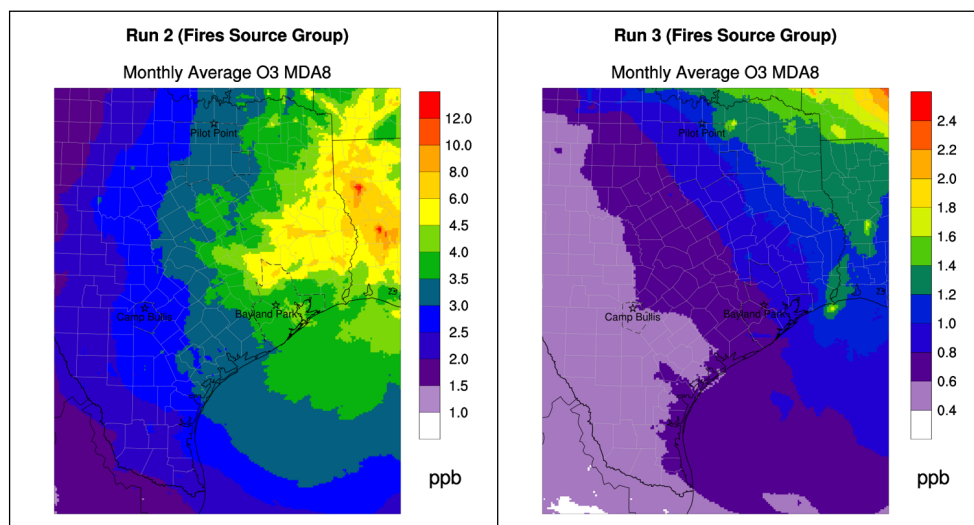 Run 2 (Fires Source Group)
Monthly Average O3 MDA8
Pilot Point
Camp Bullis
Bayland Park
12.0
10.0
8.0
6.0
4.5
4.0
3.5
3.0
2.5
2.0
1.5
1.0
ppb
Run 3 (Fires Source Group)
Monthly Average O3 MDA8
Pilot Point
Camp Bullis
Bayland Park
2.4
2.2
2.0
1.8
1.6
1.4
1.2
1.0
0.8
0.6
0.4
ppb